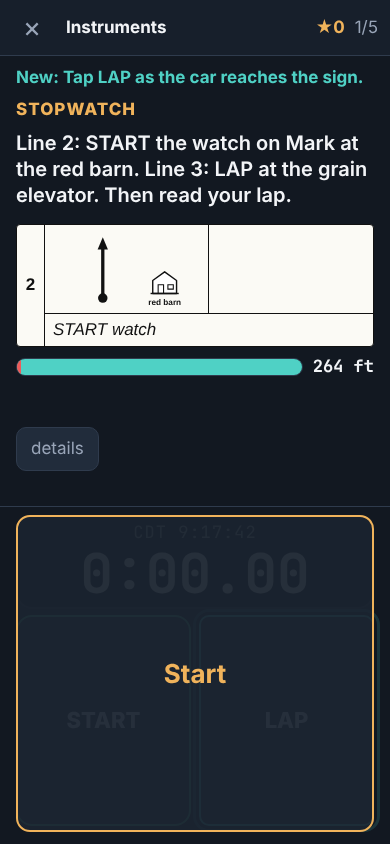 Instruments
★0 1/5
New: Tap LAP as the car reaches the sign.
STOPWATCH
Line 2: START the watch on Mark at
the red barn. Line 3: LAP at the grain
elevator. Then read your lap.
2
red barn
START watch
264 ft
details
CDT 9:17:42
0:00.00
Start
START
LAP